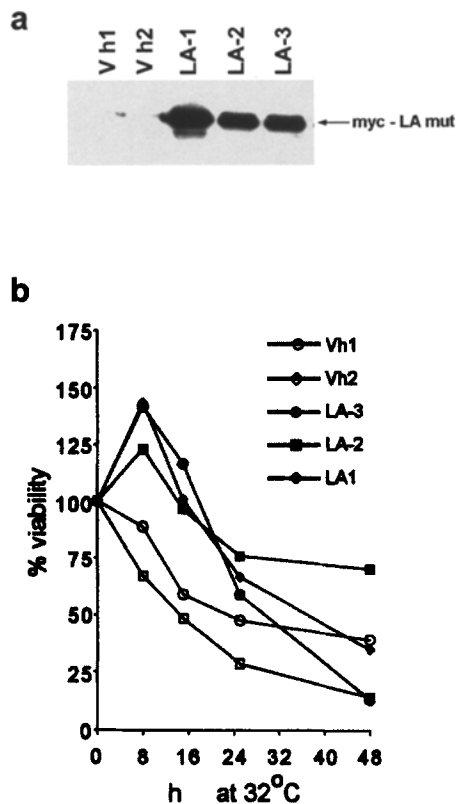 a
V h1 V h2 LA-1 LA-2 LA-3
myc - LA mut
b
175
150
125
100
75
50
25
0
% viability
Vh1
Vh2
LA-3
LA-2
LA1
0 8 16 24 32 40 48
h at 32°C